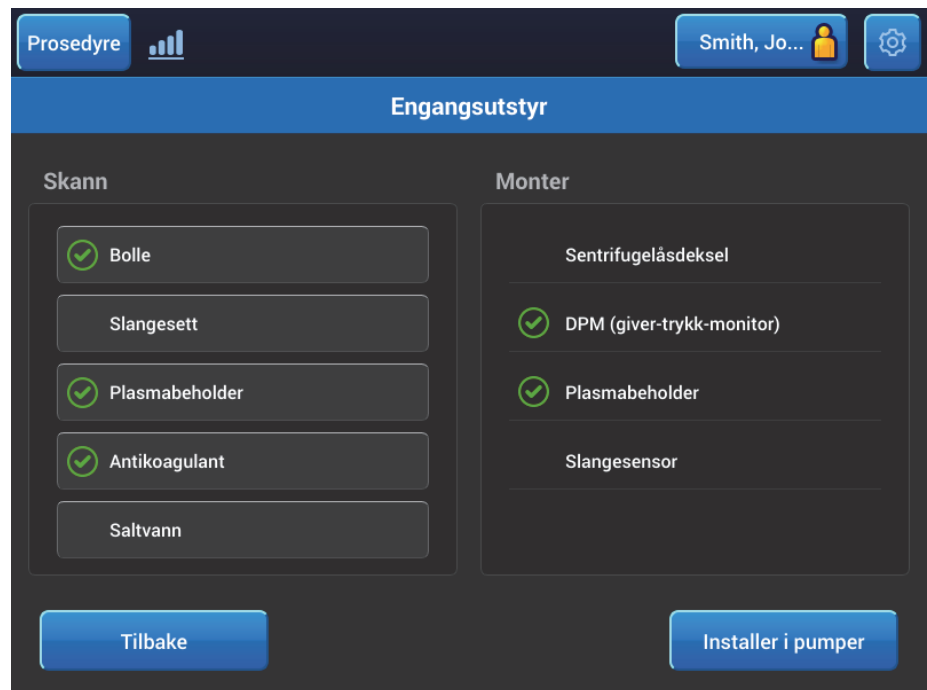 Prosedyre
Smith, Jo...
Engangsutstyr
Skann
Bolle
Slangesett
Plasmabeholder
Antikoagulant
Saltvann
Monter
Sentrifugelåsdeksel
DPM (giver-trykk-monitor)
Plasmabeholder
Slangesensor
Tilbake
Installer i pumper